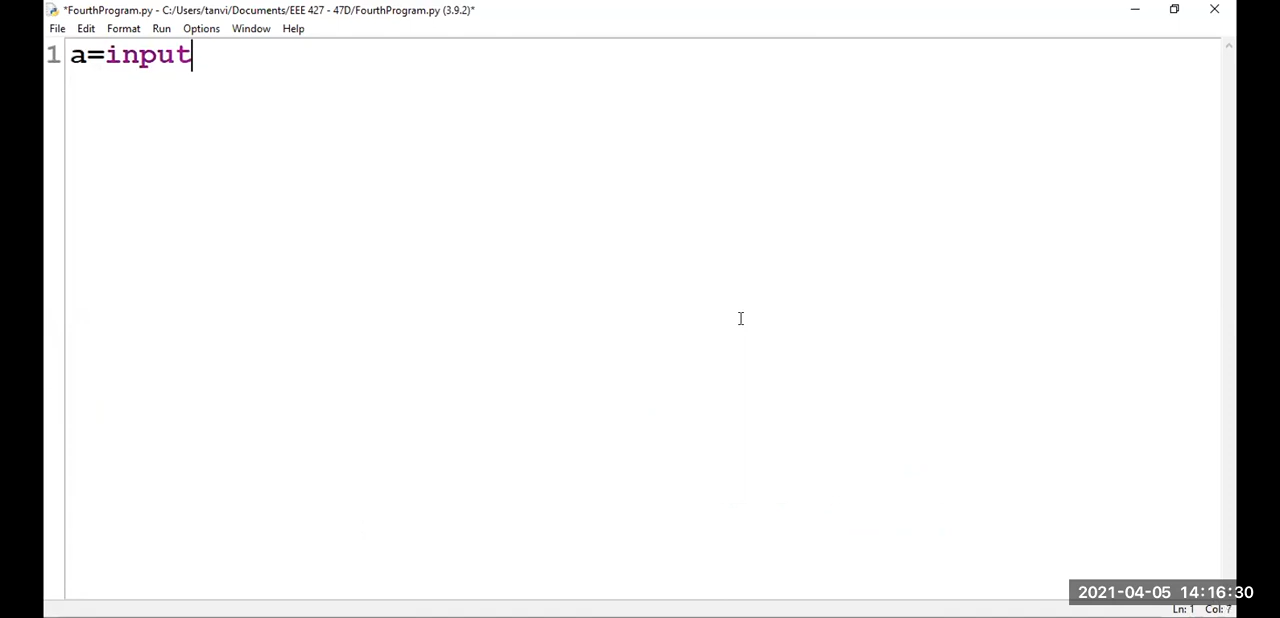 *FourthProgram.py - C:/Users/tanvi/Documents/EEE 427 - 47D/FourthProgram.py (3.9.2)*
File Edit Format Run Options Window Help
1 a=input
2021-04-05 14:16:30
Ln: 1 Col: 7